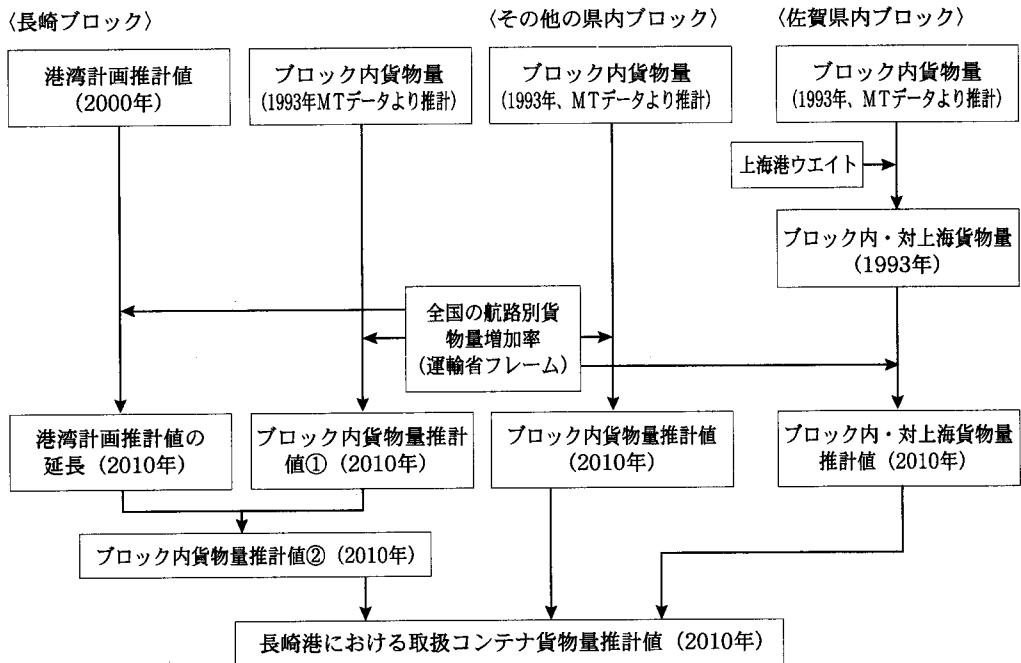 〈長崎ブロック〉
〈その他の県内ブロック〉
〈佐賀県内ブロック〉
港湾計画推計値
(2000年)
ブロック内貨物量
(1993年MTデータより推計)
ブロック内貨物量
(1993年、MTデータより推計)
ブロック内貨物量
(1993年、MTデータより推計)
上海港ウエイト
ブロック内・対上海貨物量
(1993年)
全国の航路別貨
物量増加率
(運輸省フレーム)
港湾計画推計値の
延長(2010年)
ブロック内貨物量推計
値①(2010年)
ブロック内貨物量推計値
(2010年)
ブロック内・対上海貨物量
推計値(2010年)
ブロック内貨物量推計値②(2010年)
長崎港における取扱コンテナ貨物量推計値(2010年)